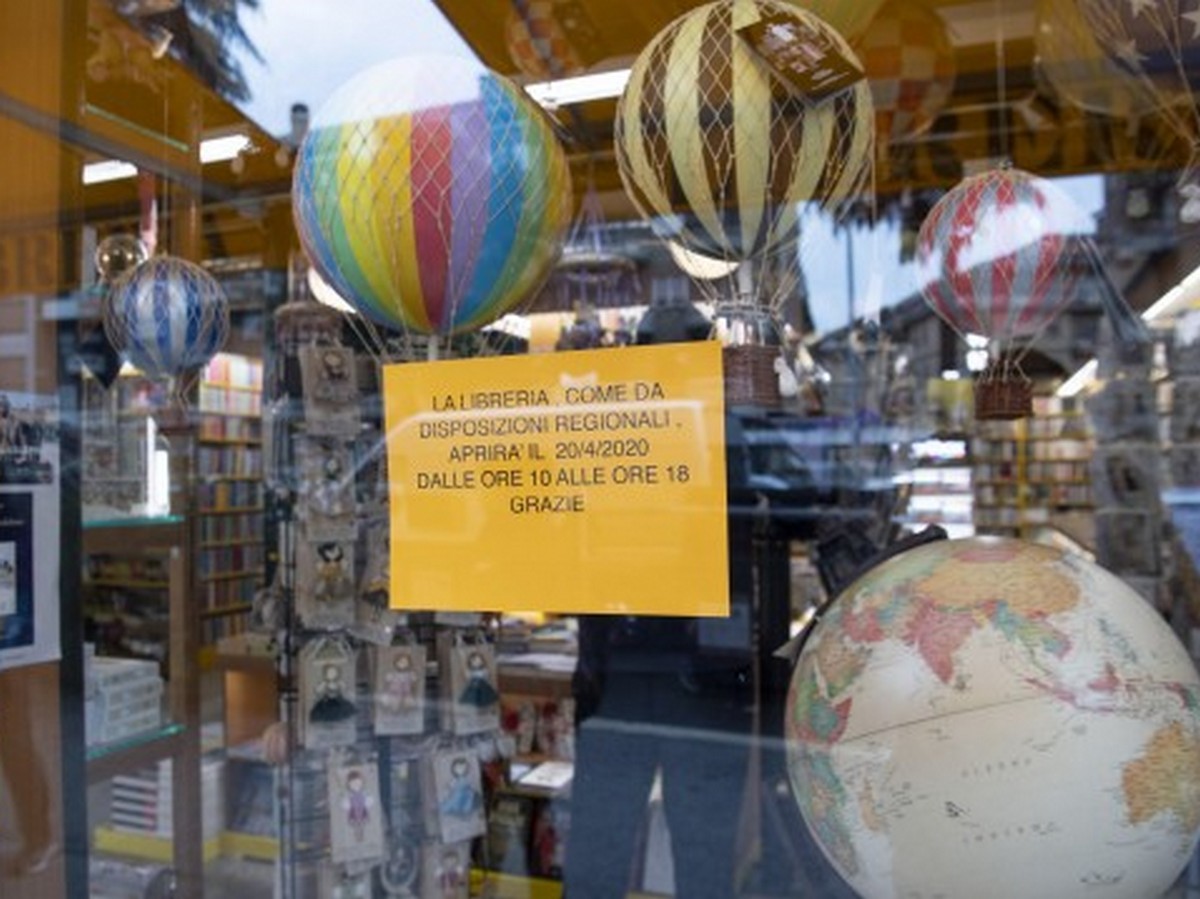 LA LIBRERIA , COME DA
DISPOSIZIONI REGIONALI ,
APRIRA' IL 20/4/2020
DALLE ORE 10 ALLE ORE 18
GRAZIE